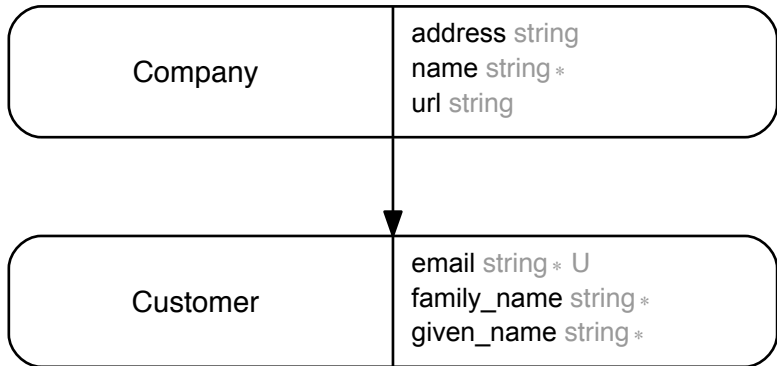 Company
address string
name string *
url string
Customer
email string * U
family_name string *
given_name string *